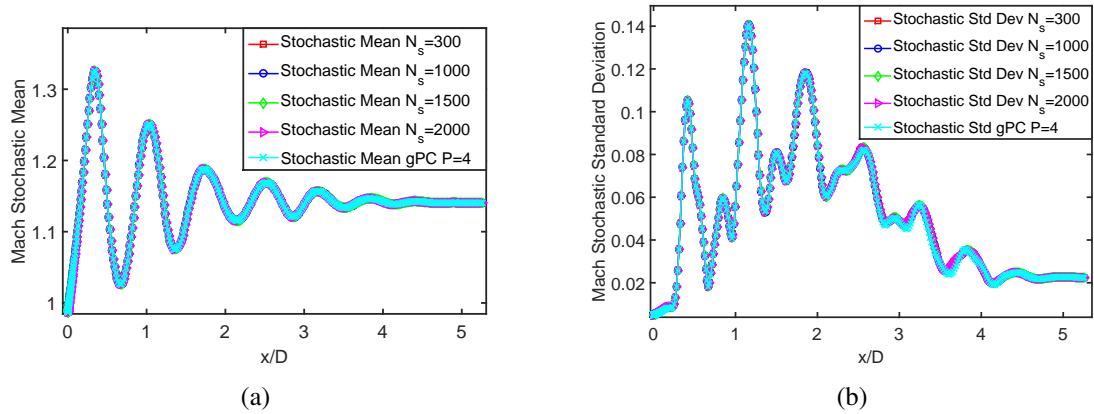 Mach Stochastic Mean
1.3
1.2
1.1
1
0
1
2
3
4
5
x/D
Stochastic Mean N_s=300
Stochastic Mean N_s=1000
Stochastic Mean N_s=1500
Stochastic Mean N_s=2000
Stochastic Mean gPC P=4
(a)
Mach Stochastic Standard Deviation
0.14
0.12
0.1
0.08
0.06
0.04
0.02
0
1
2
3
4
5
x/D
Stochastic Std Dev N_s=300
Stochastic Std Dev N_s=1000
Stochastic Std Dev N_s=1500
Stochastic Std Dev N_s=2000
Stochastic Std gPC P=4
(b)